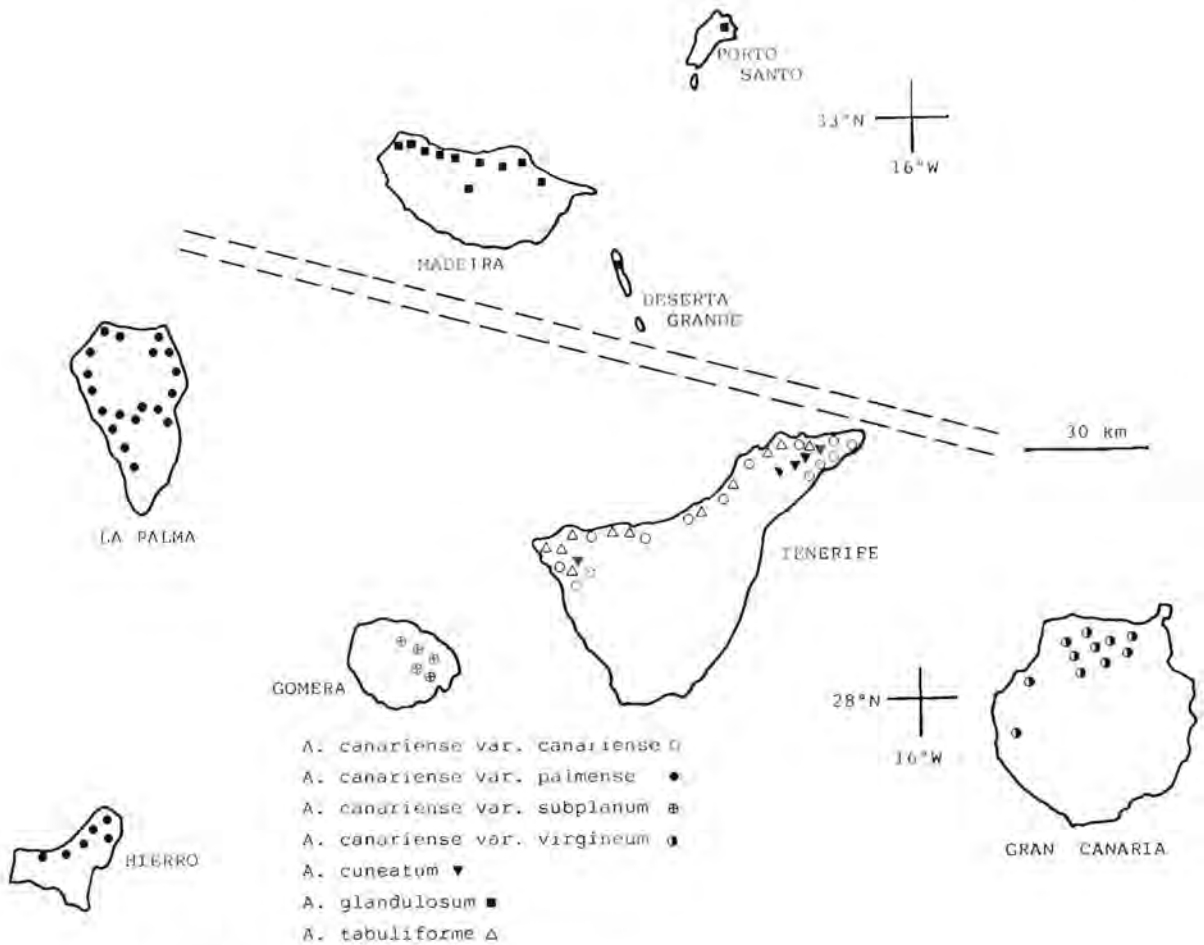 PORTO
SANTO
33°N
16°W
MADEIRA
DESERTA
GRANDE
30 km
LA PALMA
TENERIFE
GOMERA
28°N
16°W
A. canariense var. canariense ○
A. canariense var. palmense ●
A. canariense var. subplanum ⊕
A. canariense var. virgineum ◑
A. cuneatum ▼
A. glandulosum ■
A. tabuliforme △
HIERRO
GRAN CANARIA